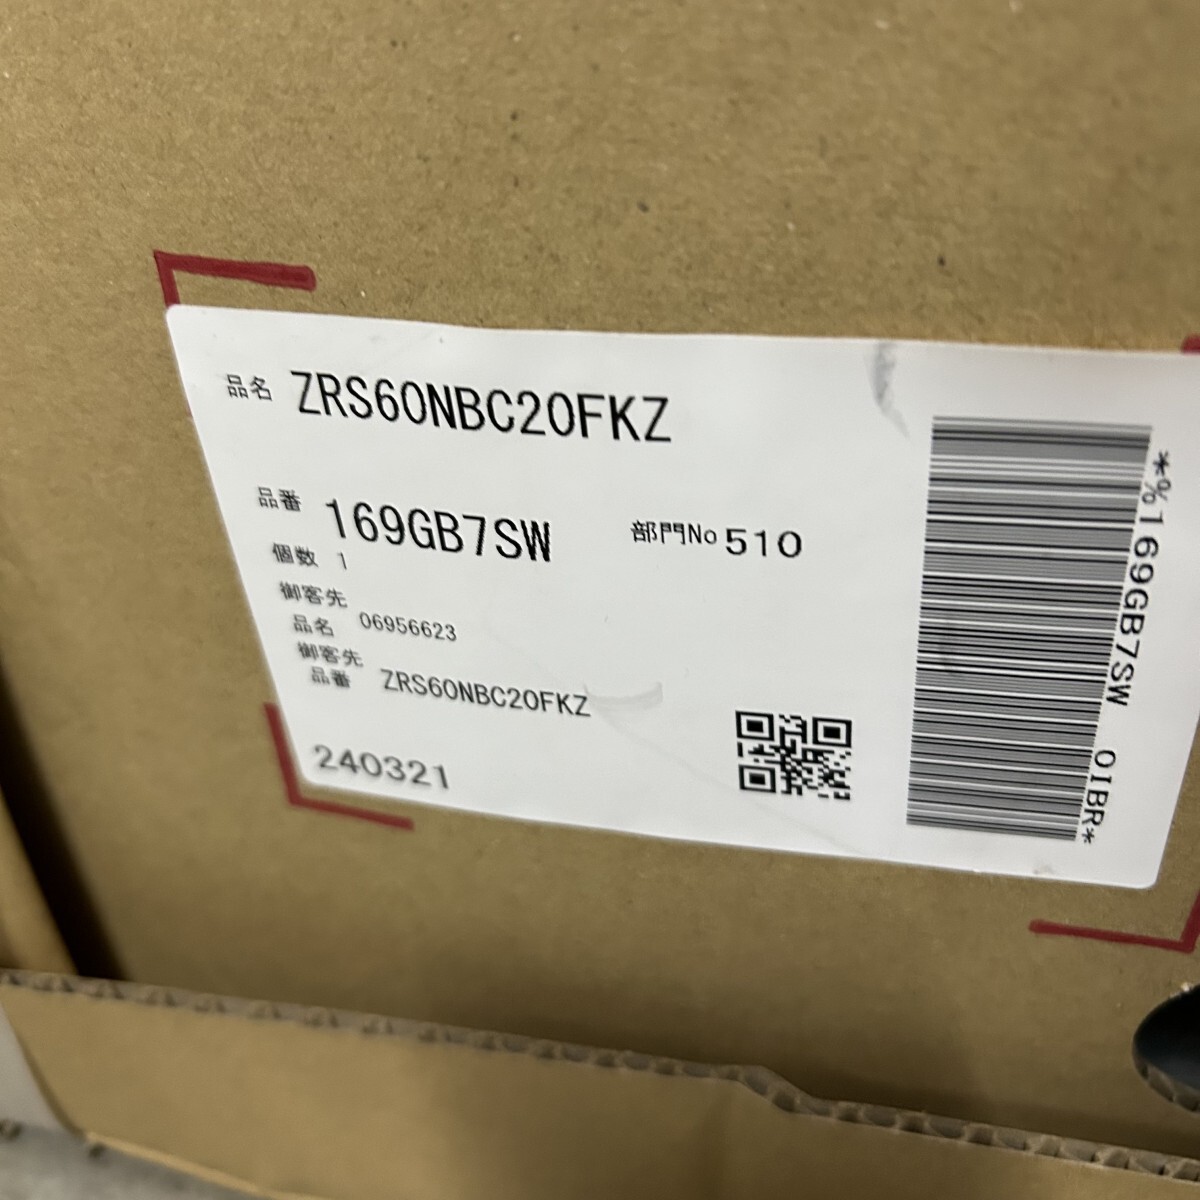 品名 ZRS60NBC20FKZ
品番 169GB7SW 部門No 510
個数 1
御客先
品名 06956623
御客先
品番 ZRS60NBC20FKZ
240321
*%169GB7SW 0IBR*